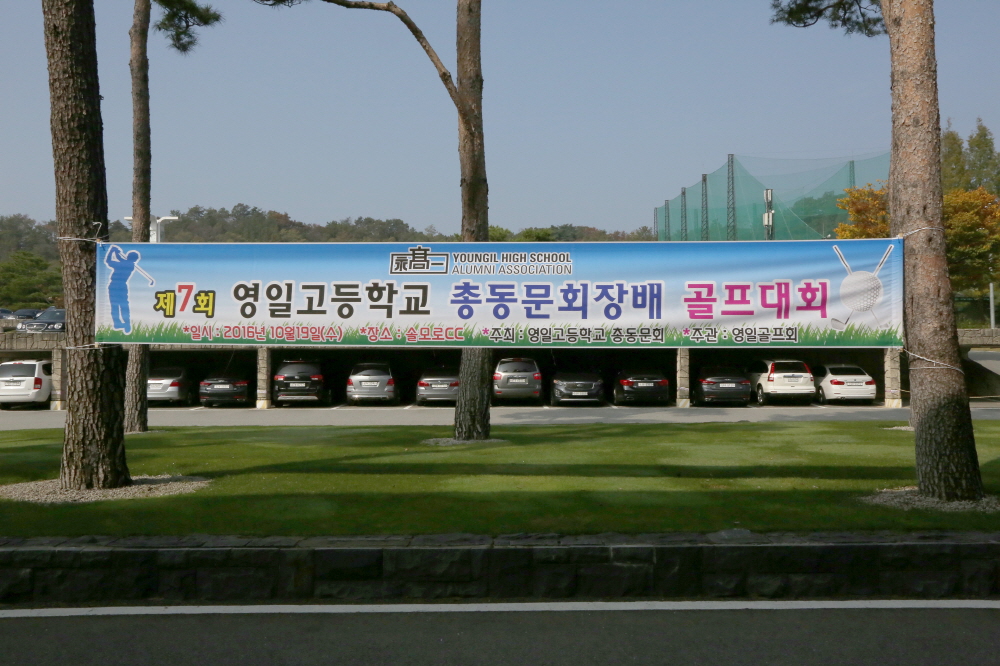 永高一 YOUNGIL HIGH SCHOOL
ALUMNI ASSOCIATION
제7회 영일고등학교 총동문회장배 골프대회
*일시 : 2016년 10월19일(수) *장소 : 솔모로CC *주최 : 영일고등학교 총동문회 *주관 : 영일골프회